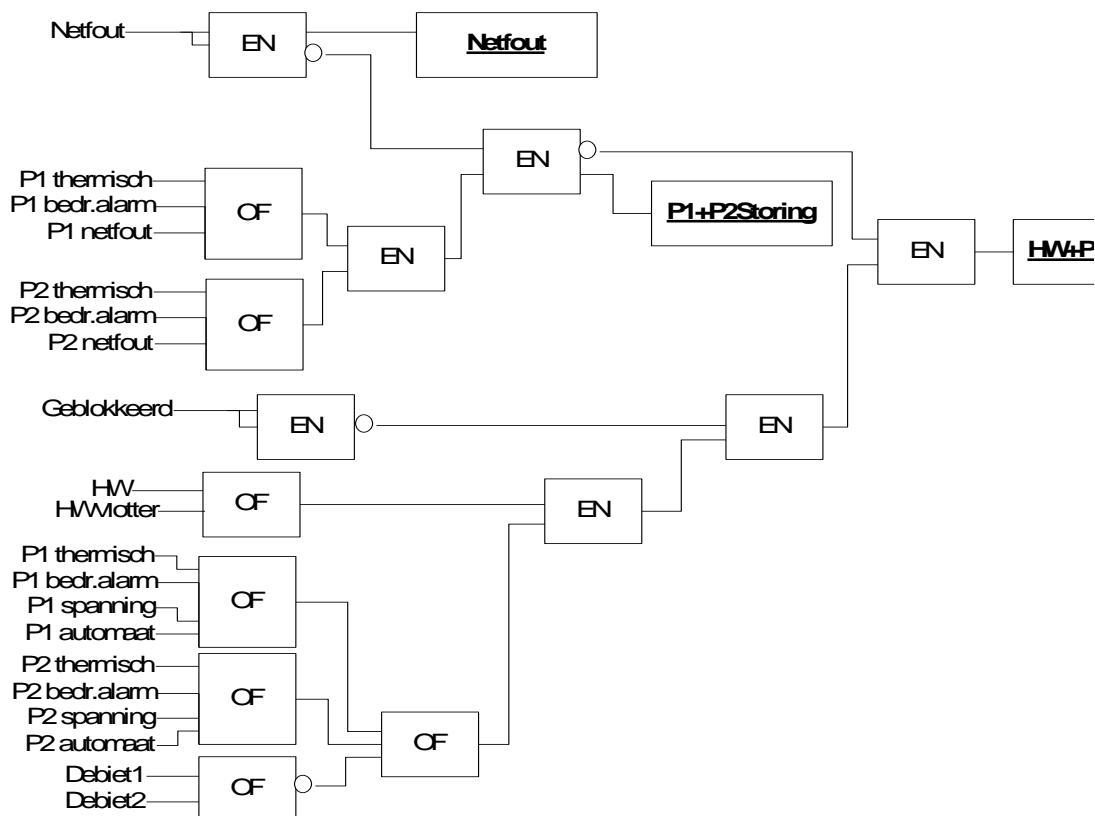 Netfout
EN
Netfout
EN
P1 thermisch
P1 bedr.alarm
P1 netfout
OF
P1+P2Storing
EN
EN
HW+P
P2 thermisch
P2 bedr.alarm
P2 netfout
OF
Geblokkeerd
EN
EN
HW
HWvlotter
OF
EN
P1 thermisch
P1 bedr.alarm
P1 spanning
P1 automaat
OF
P2 thermisch
P2 bedr.alarm
P2 spanning
P2 automaat
OF
OF
Debiet1
Debiet2
OF